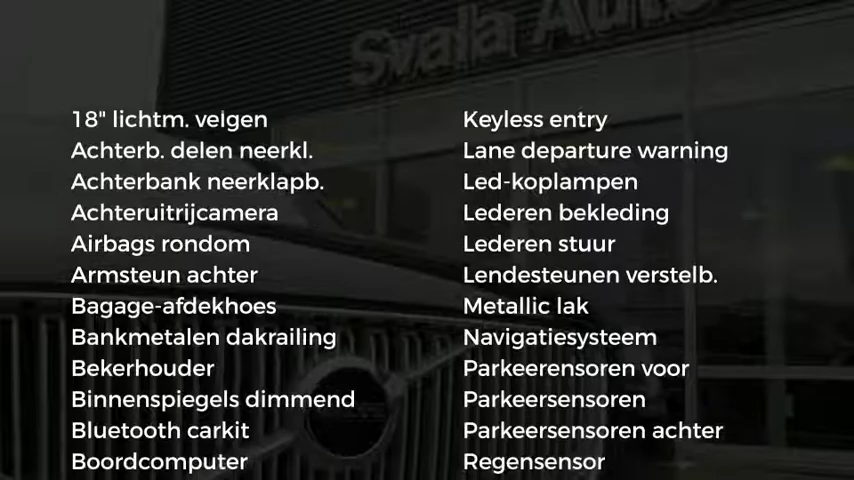 Svala Auto
18" lichtm. velgen
Achterb. delen neerkl.
Achterbank neerklapb.
Achteruitrijcamera
Airbags rondom
Armsteun achter
Bagage-afdekhoes
Bankmetalen dakrailing
Bekerhouder
Binnenspiegels dimmend
Bluetooth carkit
Boordcomputer
Keyless entry
Lane departure warning
Led-koplampen
Lederen bekleding
Lederen stuur
Lendesteunen verstelb.
Metallic lak
Navigatiesysteem
Parkeerensoren voor
Parkeersensoren
Parkeersensoren achter
Regensensor